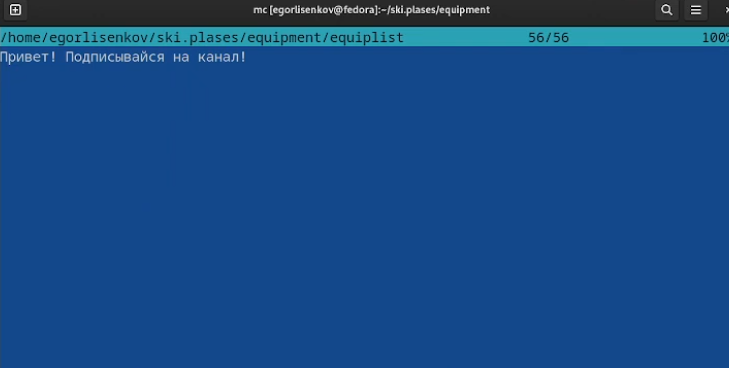 mc [egorlisenkov@fedora]:~/ski.plases/equipment
/home/egorlisenkov/ski.plases/equipment/equiplist 56/56 100%
Привет! Подписывайся на канал!